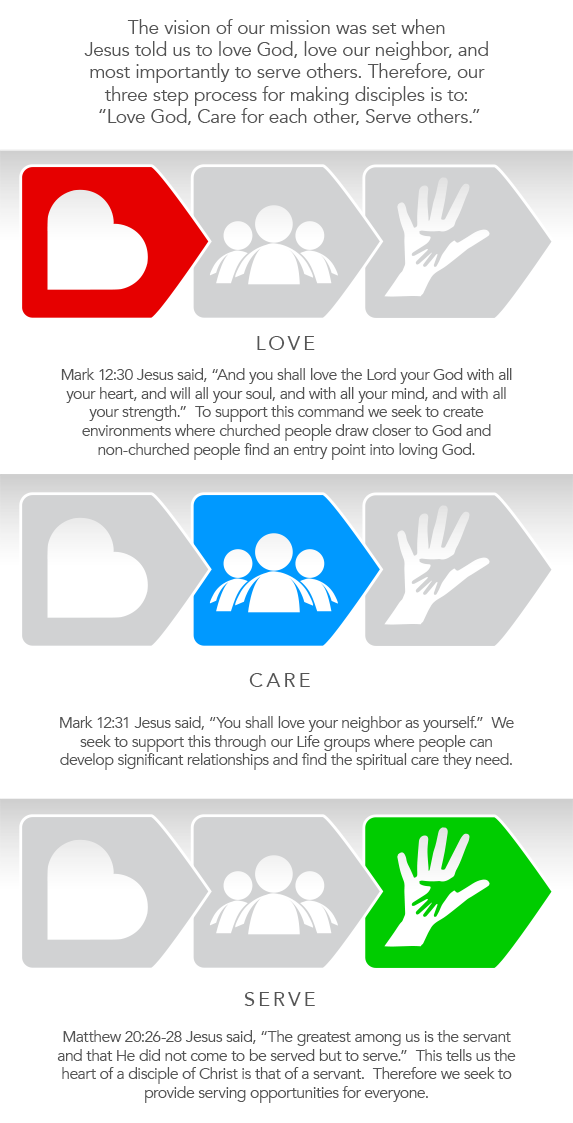 The vision of our mission was set when
Jesus told us to love God, love our neighbor, and
most importantly to serve others. Therefore, our
three step process for making disciples is to:
“Love God, Care for each other, Serve others.”
LOVE
Mark 12:30 Jesus said, “And you shall love the Lord your God with all
your heart, and will all your soul, and with all your mind, and with all
your strength.” To support this command we seek to create
environments where churched people draw closer to God and
non-churched people find an entry point into loving God.
CARE
Mark 12:31 Jesus said, “You shall love your neighbor as yourself.” We
seek to support this through our Life groups where people can
develop significant relationships and find the spiritual care they need.
SERVE
Matthew 20:26-28 Jesus said, “The greatest among us is the servant
and that He did not come to be served but to serve.” This tells us the
heart of a disciple of Christ is that of a servant. Therefore we seek to
provide serving opportunities for everyone.